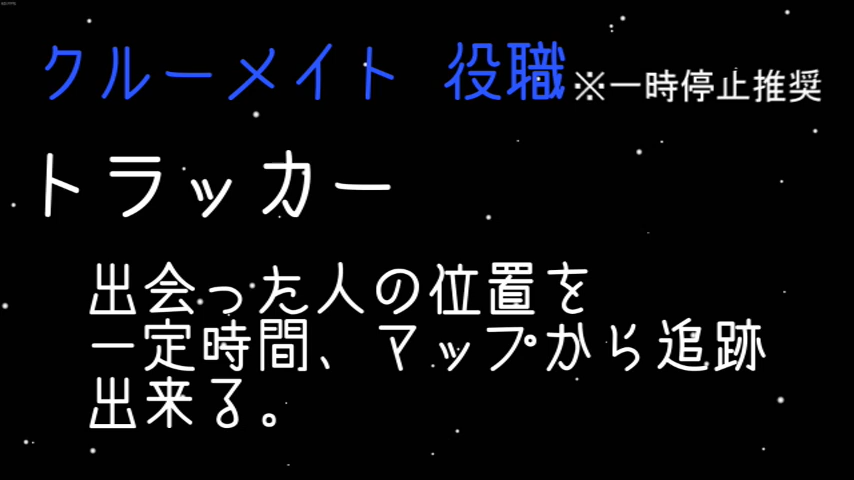 クルーメイト 役職※一時停止推奨
トラッカー
出会った人の位置を
一定時間、マップから追跡
出来る。